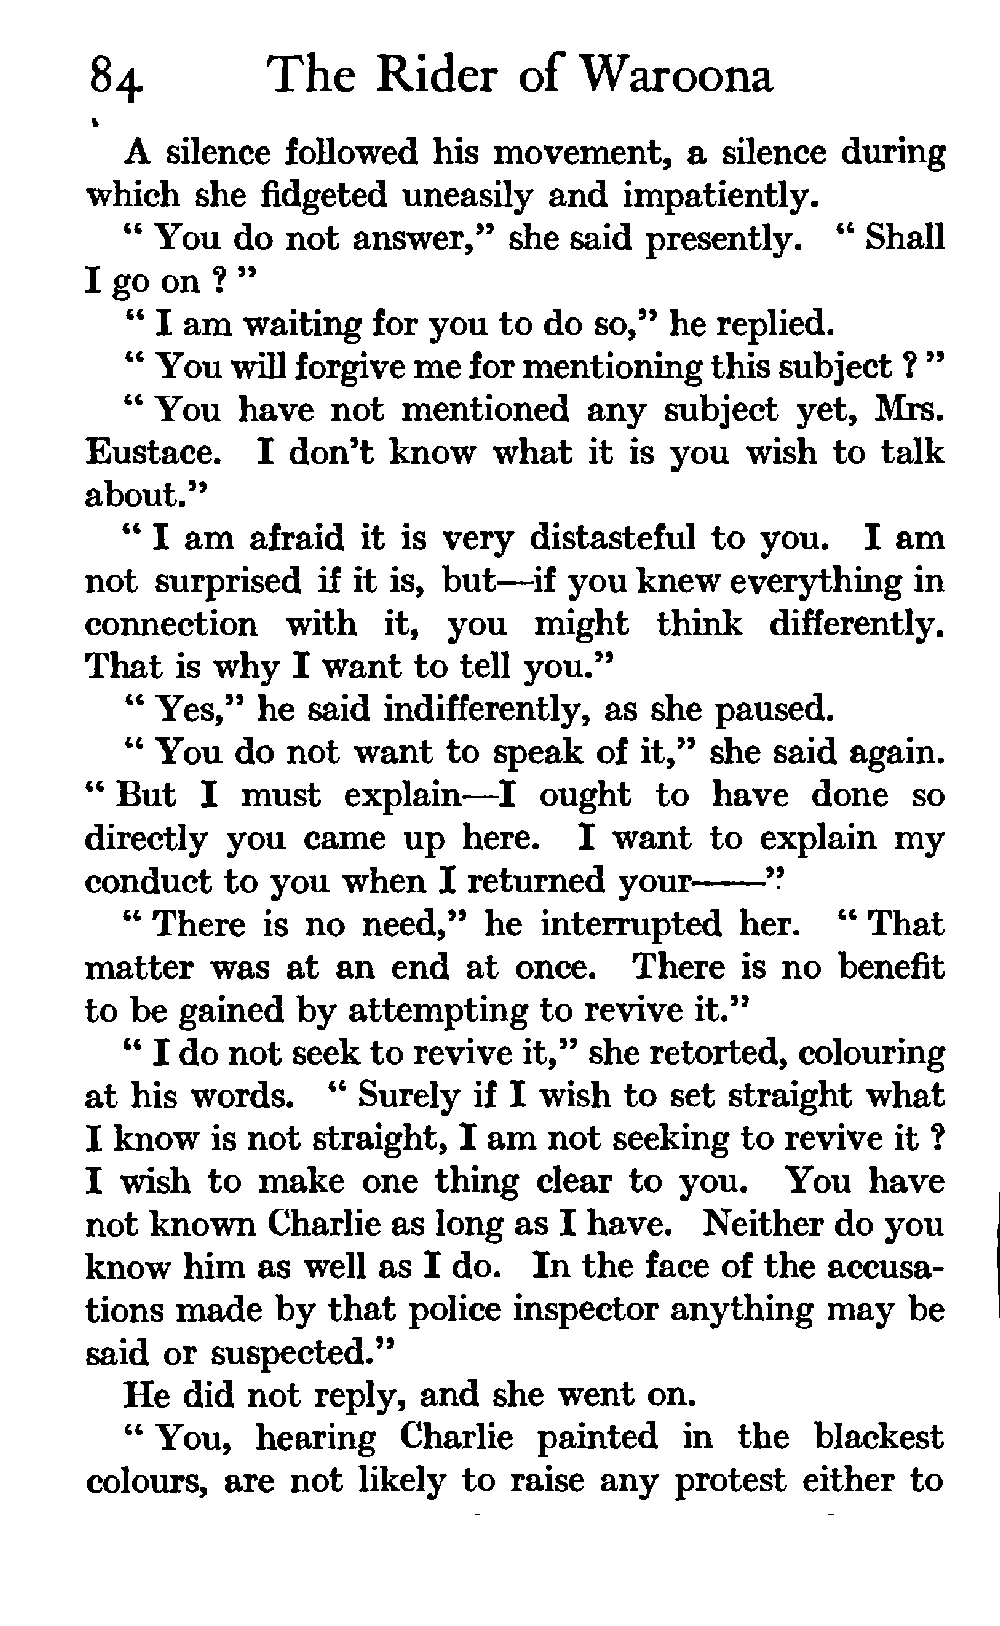 84 The Rider of Waroona
A silence followed his movement, a silence during
which she fidgeted uneasily and impatiently.
“ You do not answer,” she said presently. “ Shall
I go on ? ”
“ I am waiting for you to do so,” he replied.
“ You will forgive me for mentioning this subject ? ”
“ You have not mentioned any subject yet, Mrs.
Eustace. I don’t know what it is you wish to talk
about.”
“ I am afraid it is very distasteful to you. I am
not surprised if it is, but—if you knew everything in
connection with it, you might think differently.
That is why I want to tell you.”
“ Yes,” he said indifferently, as she paused.
“ You do not want to speak of it,” she said again.
“ But I must explain—I ought to have done so
directly you came up here. I want to explain my
conduct to you when I returned your——”
“ There is no need,” he interrupted her. “ That
matter was at an end at once. There is no benefit
to be gained by attempting to revive it.”
“ I do not seek to revive it,” she retorted, colouring
at his words. “ Surely if I wish to set straight what
I know is not straight, I am not seeking to revive it ?
I wish to make one thing clear to you. You have
not known Charlie as long as I have. Neither do you
know him as well as I do. In the face of the accusa-
tions made by that police inspector anything may be
said or suspected.”
He did not reply, and she went on.
“ You, hearing Charlie painted in the blackest
colours, are not likely to raise any protest either to